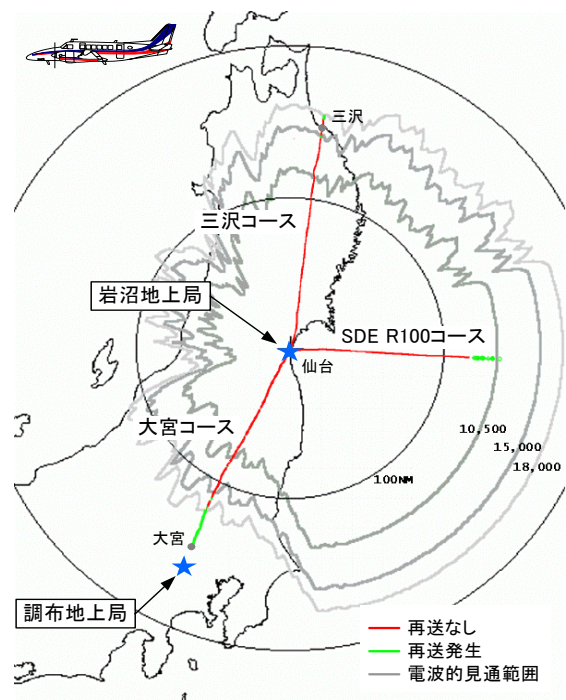 三沢
三沢コース
岩沼地上局
SDE R100コース
仙台
大宮コース
10,500
15,000
18,000
100NM
大宮
調布地上局
再送なし
再送発生
電波的見通範囲